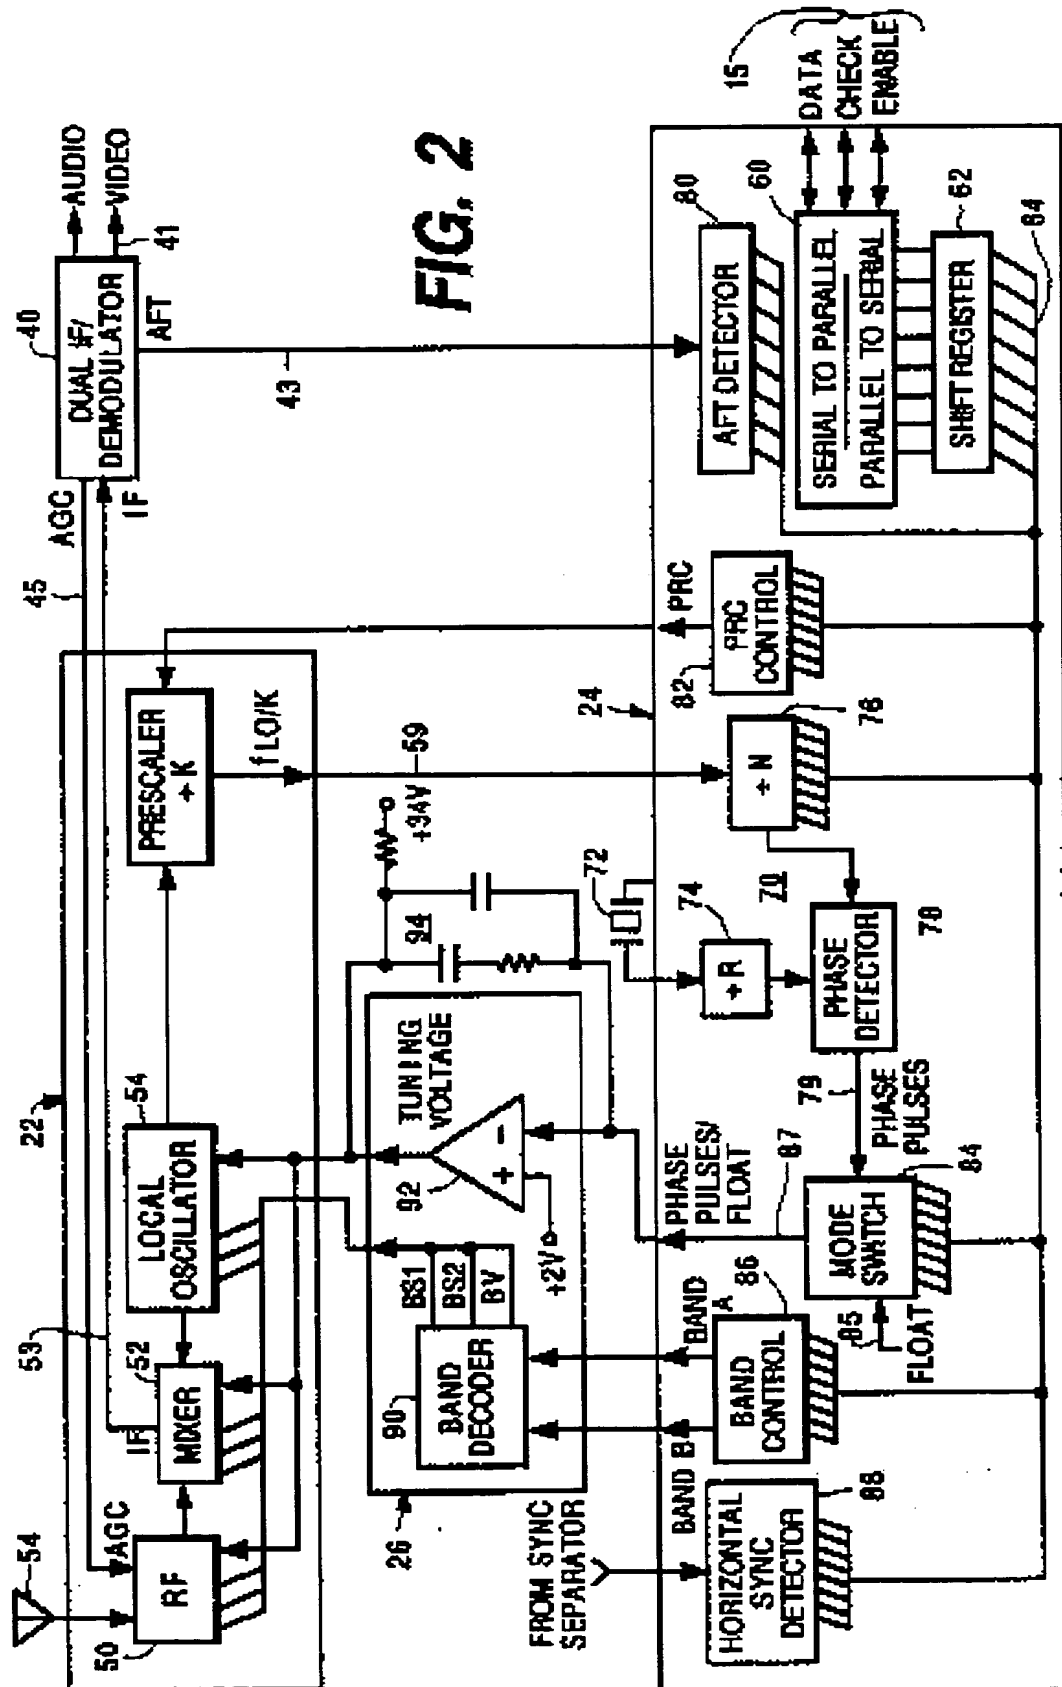 FIG. 2
54
50
RF
AGC
IF
53
52
MIXER
54
LOCAL
OSCILLATOR
22
PRESCALER
÷ K
fLO/K
59
45
AGC
IF
40
DUAL IF/
DEMODULATOR
AFT
AUDIO
VIDEO
41
43
26
90
BAND
DECODER
BS1
BS2
BV
92
+
-
+2V
TUNING
VOLTAGE
94
+34V
FROM SYNC
SEPARATOR
BAND B
BAND
A
PHASE
PULSES/
FLOAT
87
HORIZONTAL
SYNC
DETECTOR
88
BAND
CONTROL
86
85
FLOAT
MODE
SWITCH
84
79
PHASE
PULSES
PHASE
DETECTOR
78
72
74
÷R
70
÷ N
76
24
82
PRC
PRC
CONTROL
AFT DETECTOR
80
SERIAL TO PARALLEL
PARALLEL TO SERIAL
60
SHIFT REGISTER
62
64
15
DATA
CHECK
ENABLE